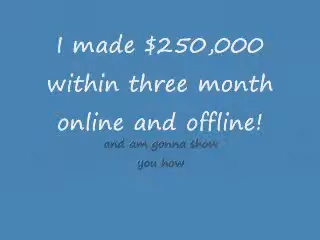 I made $250,000
within three month
online and offline!
and am gonna show
you how